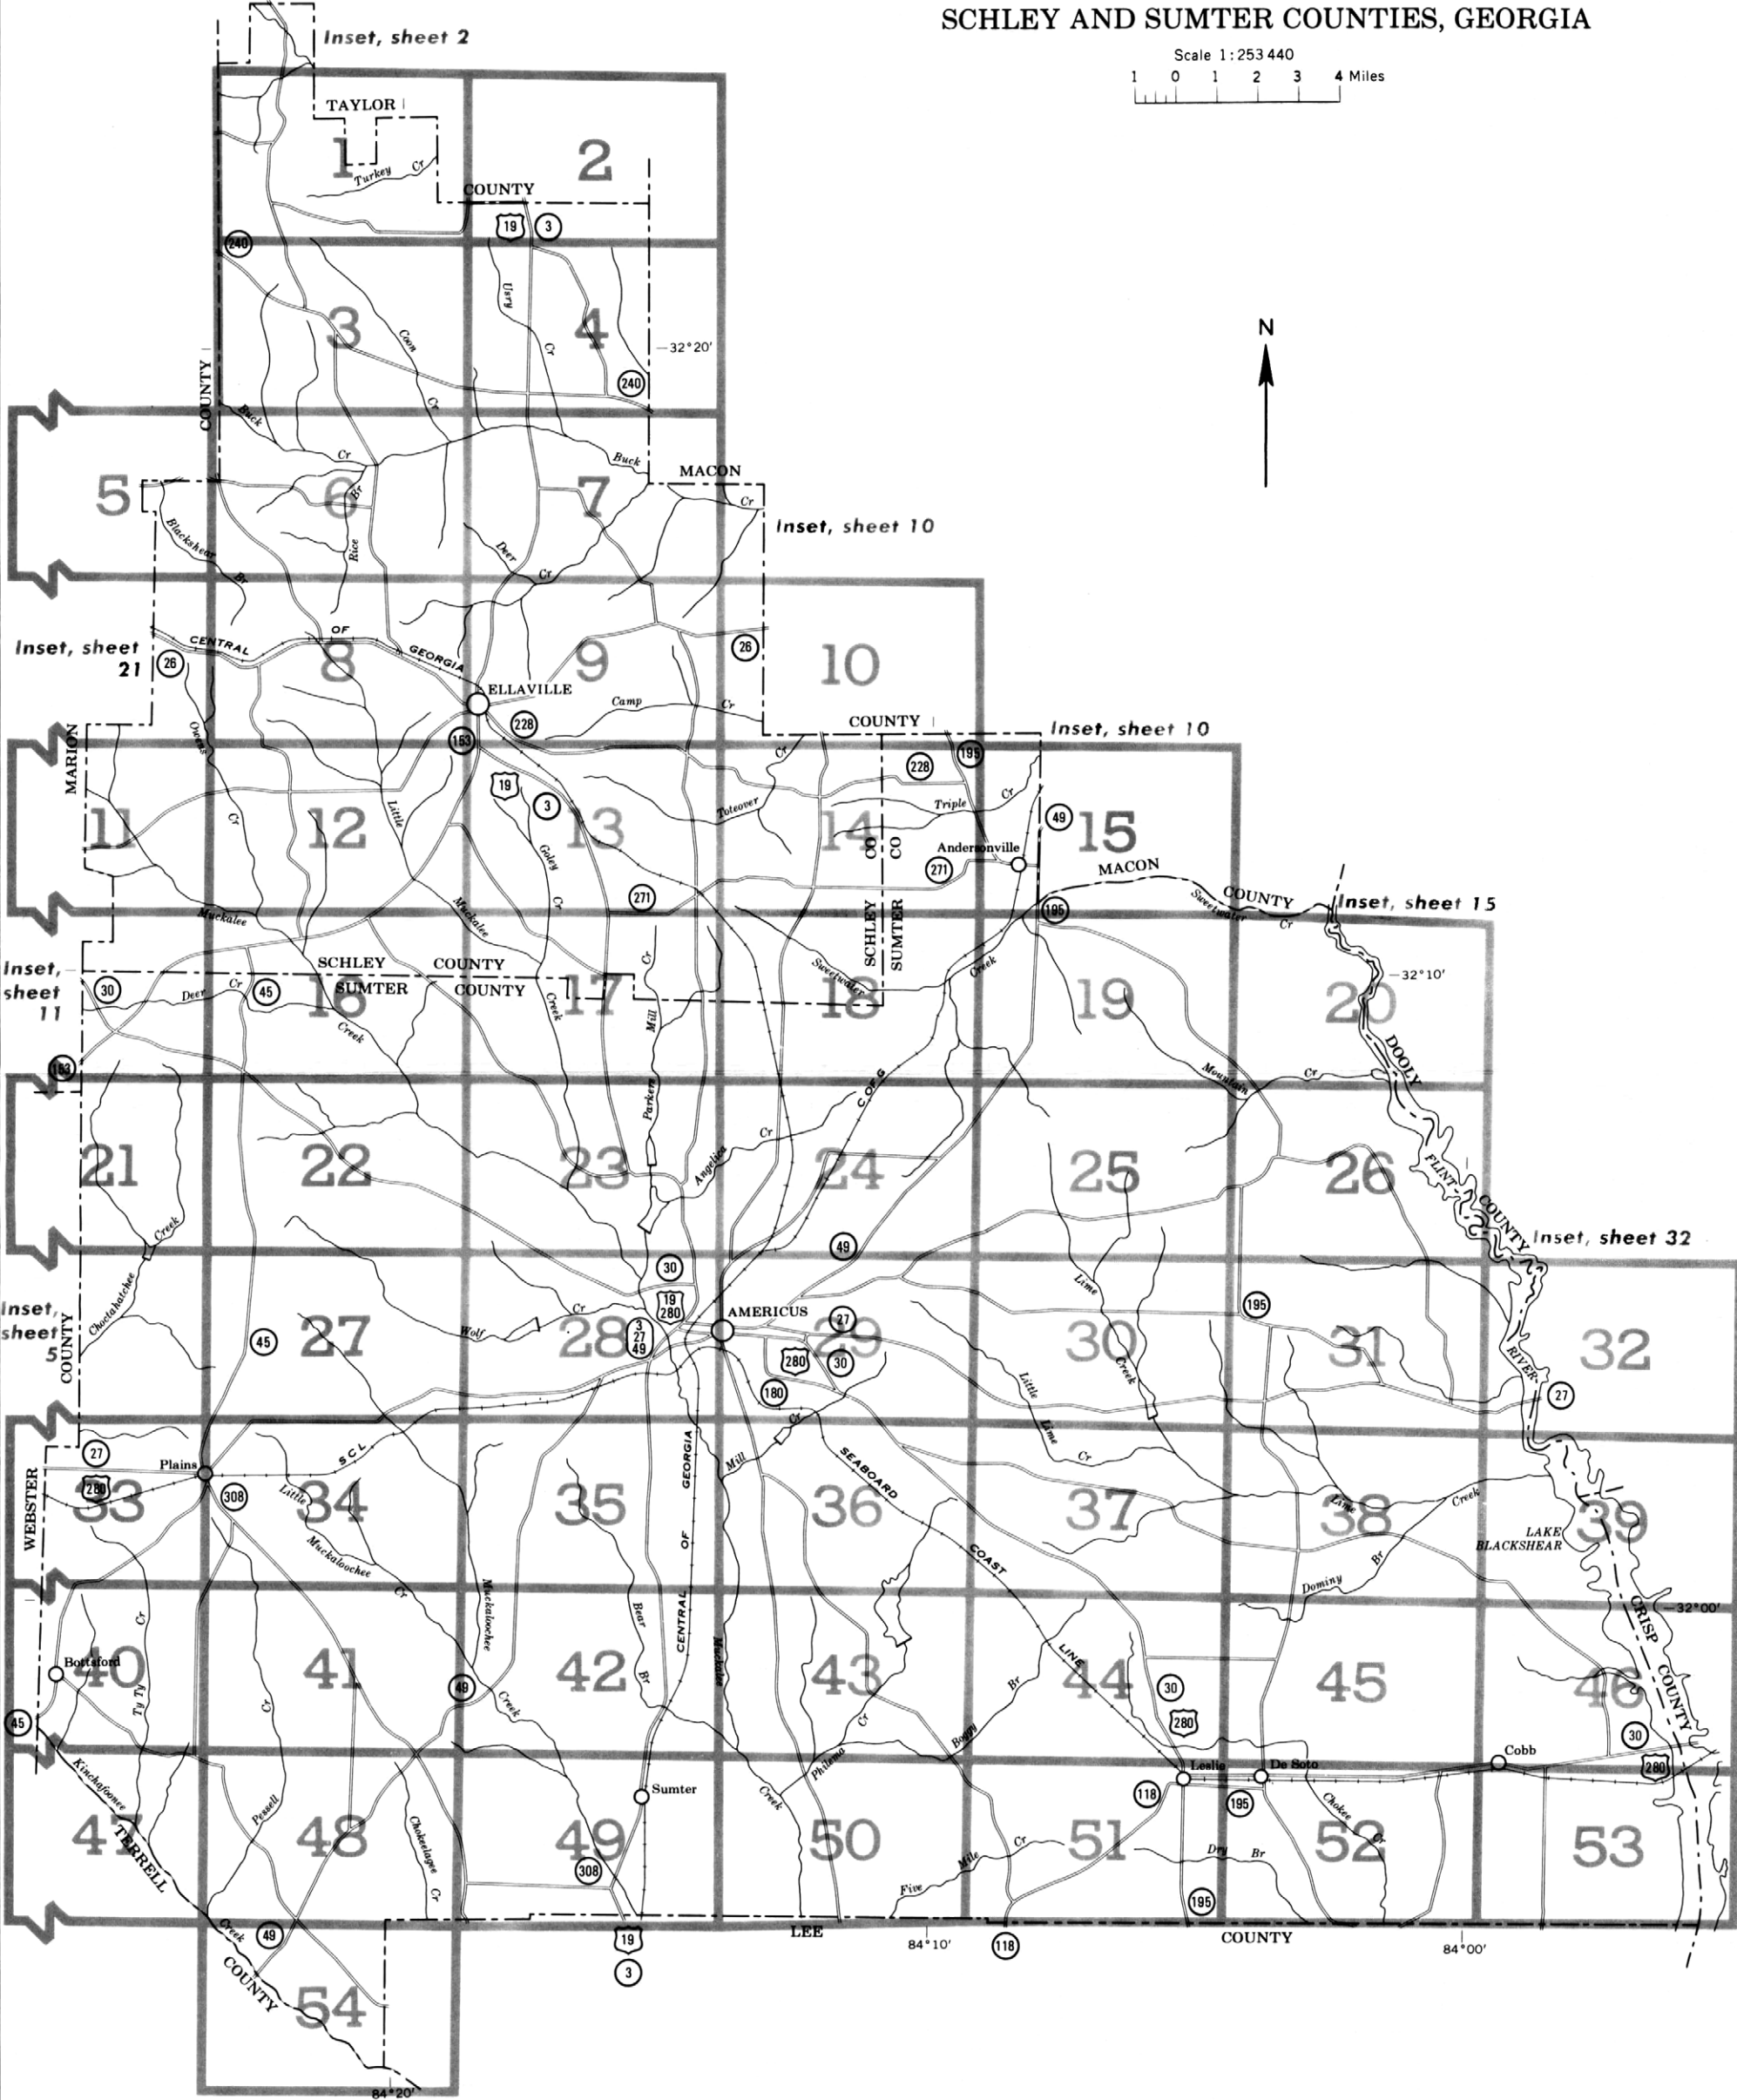 SCHLEY AND SUMTER COUNTIES, GEORGIA
Scale 1:253 440
1 0 1 2 3 4 Miles
N
Inset, sheet 2
TAYLOR
1
2
Turkey Cr
COUNTY
19
3
240
3
4
Coon
Cr
Usry
Cr
32°20'
240
COUNTY
Buck
Cr
Buck
MACON
Cr
5
6
7
Inset, sheet 10
Blackshear
Br
Rice
Br
Deer
Cr
Inset, sheet
21
26
CENTRAL
OF
GEORGIA
8
9
10
26
ELLAVILLE
Camp
Cr
228
153
COUNTY
Inset, sheet 10
MARION
Owens
Cr
19
3
Cr
228
195
11
12
13
14
15
Little
Toteover
Triple
Cr
49
Goley
Cr
CO
CO
Andersonville
271
271
MACON
COUNTY
Inset, sheet 15
Muckalee
Muckalee
SCHLEY
SUMTER
195
Sweetwater
Cr
Inset,
sheet
11
SCHLEY COUNTY
SUMTER COUNTY
30
Deer
Cr
45
16
17
18
19
20
Creek
Creek
Cr
Mill
Parkers
Sweetwater
Creek
32°10'
DOOLY
153
C OF G
Mountain
Cr
21
22
23
24
25
26
Angelica
Cr
FLINT
COUNTY
Inset, sheet 32
Creek
Choctahatchee
49
30
Lime
Inset,
sheet
5
COUNTY
19
280
AMERICUS
27
195
Wolf
Cr
3
27
49
45
27
28
29
30
31
32
280
30
180
Creek
RIVER
27
Little
Lime
Cr
27
Plains
S C L
GEORGIA
Mill
Cr
SEABOARD
WEBSTER
280
33
308
34
35
36
37
38
39
Little
Muckaloochee
Cr
OF
COAST
Lime
Creek
LAKE
BLACKSHEAR
Muckaloochee
Bear
Br
CENTRAL
Muckalee
Dominy
Br
32°00'
CRISP
COUNTY
Bottsford
40
41
42
43
44
45
46
Ty Ty
Cr
Cr
49
Creek
LINE
30
280
Br
Boggy
45
Philema
Cr
30
280
Kinchafoonee
Leslie
De Soto
Cobb
118
195
Sumter
Creek
Chokee
Cr
47
48
49
50
51
52
53
TERRELL
Pessell
Chokeelagee
Cr
308
Five
Mile
Cr
Dry
Br
195
Creek
49
LEE
COUNTY
19
3
84°10'
118
84°00'
COUNTY
54
84°20'